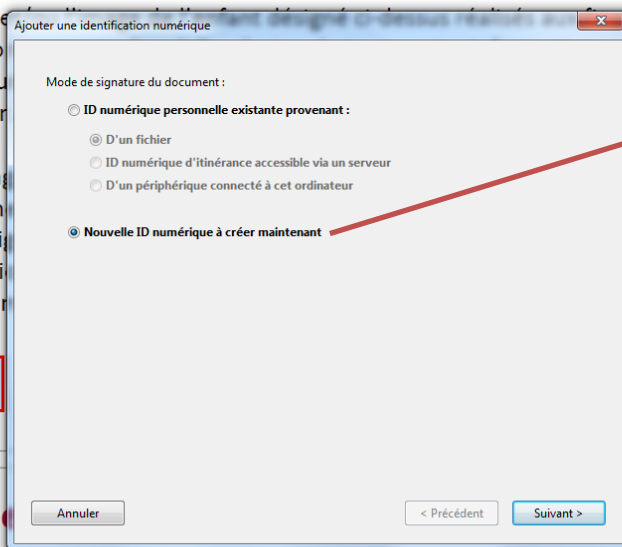 Ajouter une identification numérique
Mode de signature du document :
ID numérique personnelle existante provenant :
D'un fichier
ID numérique d'itinérance accessible via un serveur
D'un périphérique connecté à cet ordinateur
Nouvelle ID numérique à créer maintenant
Annuler
< Précédent
Suivant >